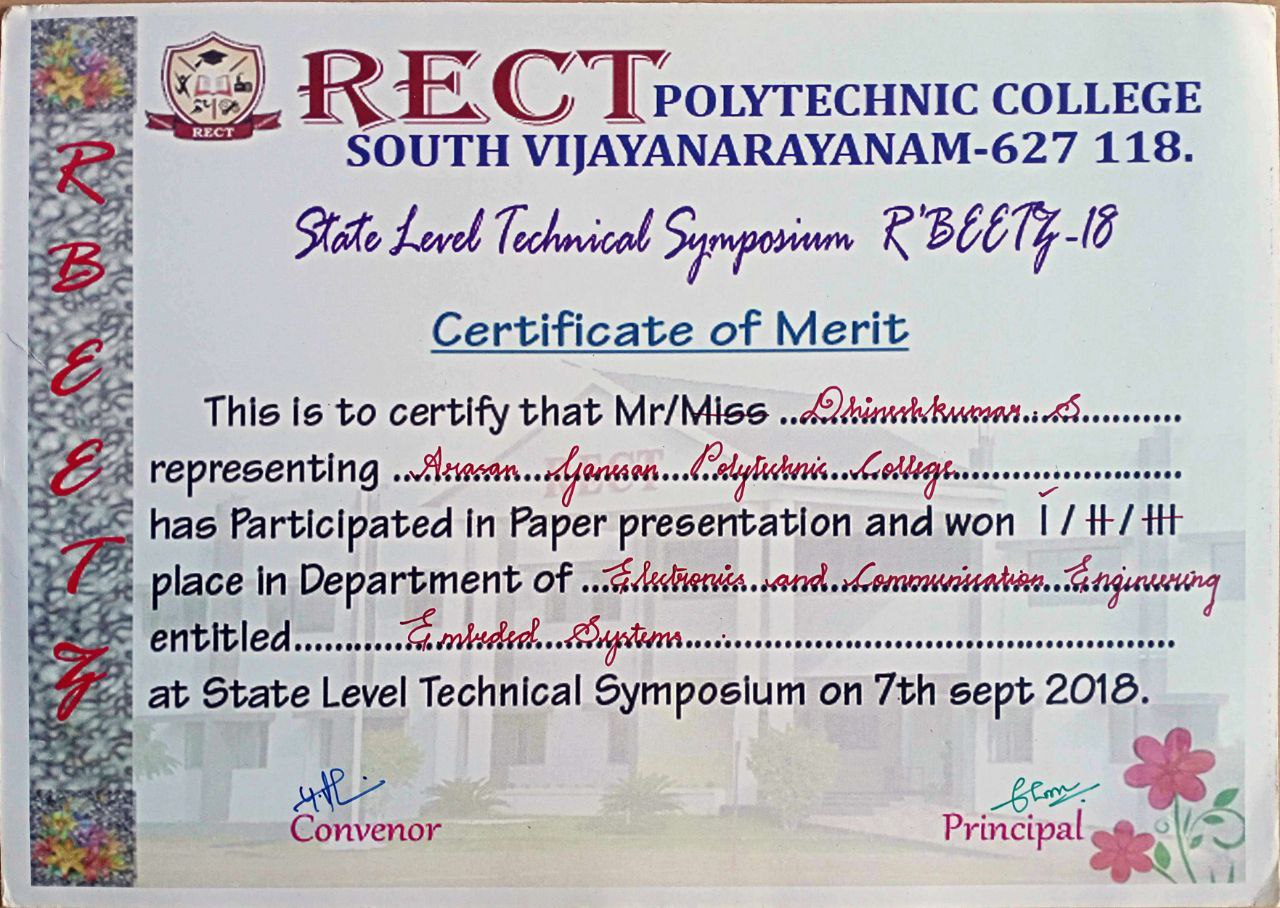 RECT
RECT POLYTECHNIC COLLEGE
SOUTH VIJAYANARAYANAM-627 118.
State Level Technical Symposium R'BEETZ-18
Certificate of Merit
This is to certify that Mr/Miss ..Dhineshkumar. S..........
representing ..Arasan Ganesan Polytechnic College......................
has Participated in Paper presentation and won I / II / III
place in Department of ..Electronics and Communication Engineering
entitled..........Embeded Systems..........................................
at State Level Technical Symposium on 7th sept 2018.
Convenor
Principal
R
B
E
E
T
Z